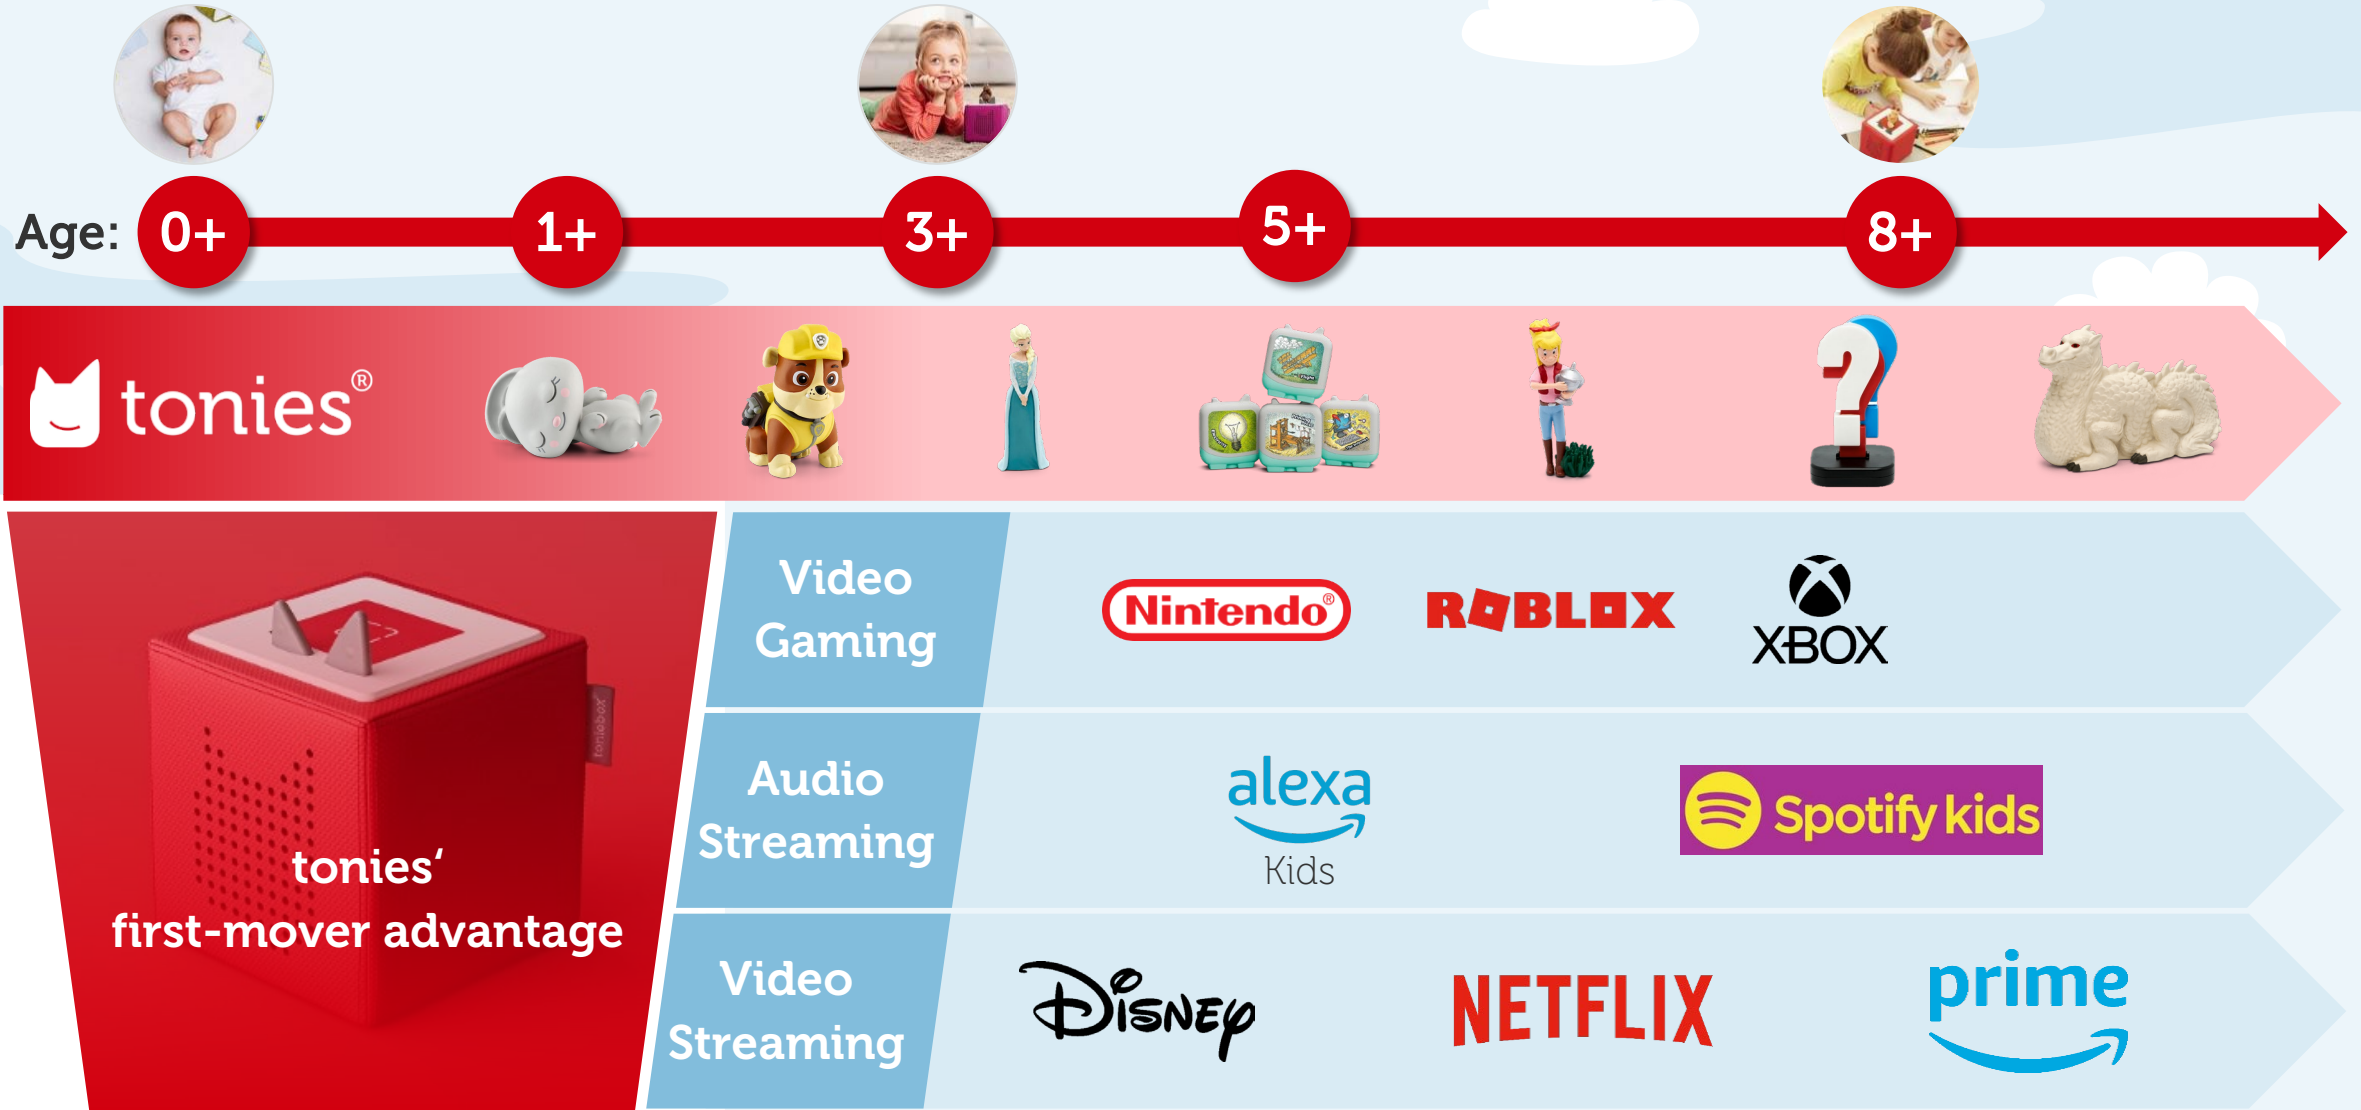 Age: 0+ 1+ 3+ 5+ 8+
tonies®
Video
Gaming
Nintendo®
ROBLOX
XBOX
toniebox
Audio
Streaming
alexa
Kids
Spotify kids
tonies‘
first-mover advantage
Video
Streaming
Disney
NETFLIX
prime